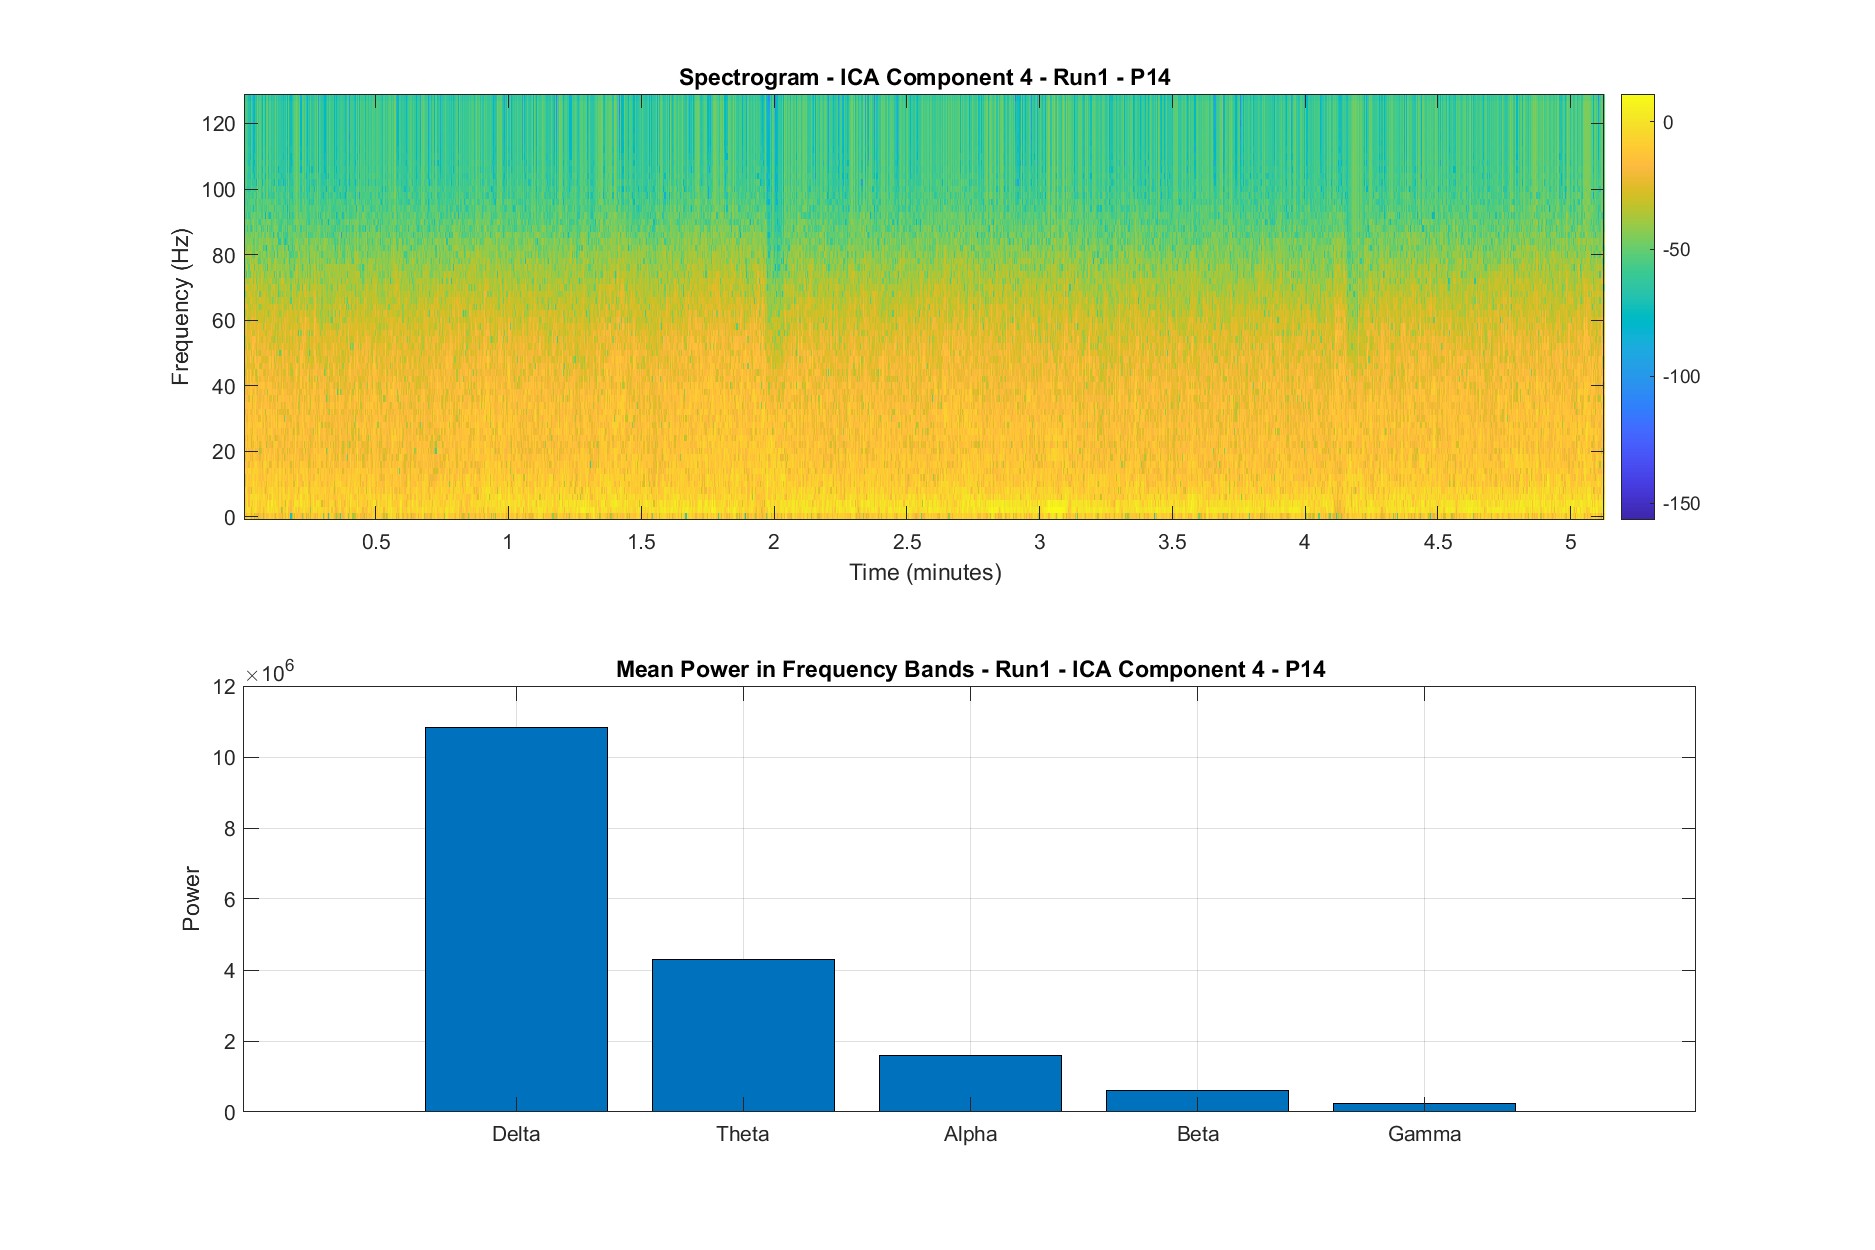 Spectrogram - ICA Component 4 - Run1 - P14
120
100
80
60
40
20
0
Frequency (Hz)
0
-50
-100
-150
0.5 1 1.5 2 2.5 3 3.5 4 4.5 5
Time (minutes)
Mean Power in Frequency Bands - Run1 - ICA Component 4 - P14
×10⁶
12
10
8
6
4
2
0
Power
Delta Theta Alpha Beta Gamma